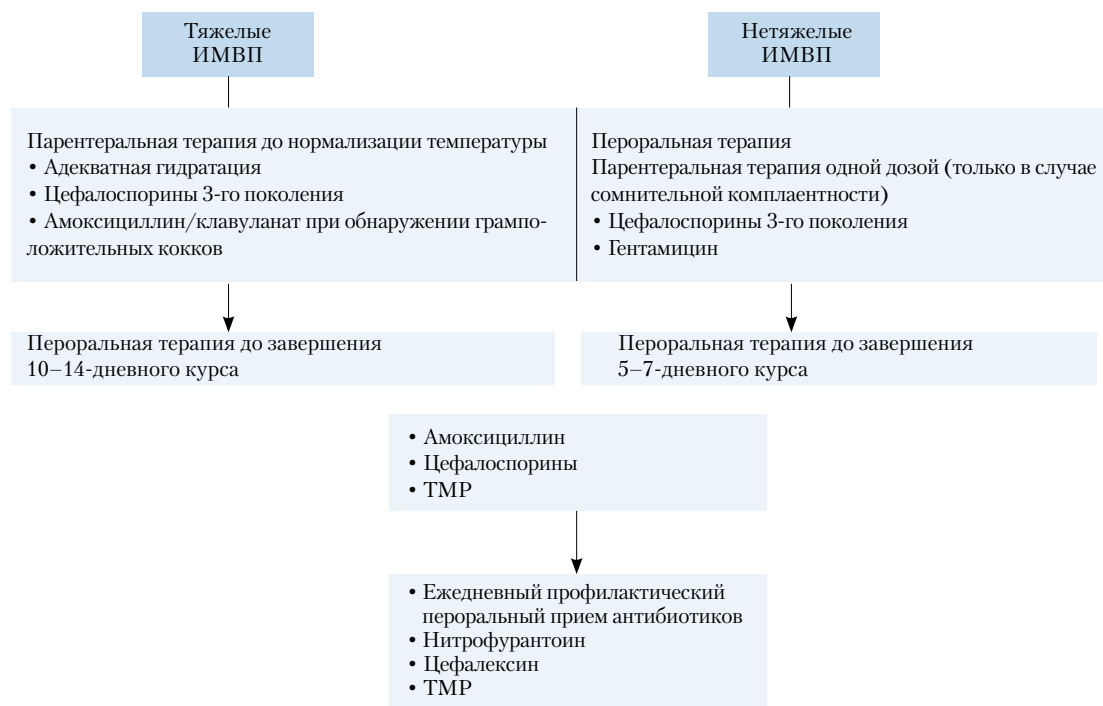 Тяжелые
ИМВП
Нетяжелые
ИМВП
Парентеральная терапия до нормализации температуры
• Адекватная гидратация
• Цефалоспорины 3-го поколения
• Амоксициллин/клавуланат при обнаружении грампо-
ложительных кокков
Пероральная терапия
Парентеральная терапия одной дозой (только в случае
сомнительной комплаентности)
• Цефалоспорины 3-го поколения
• Гентамицин
Пероральная терапия до завершения
10–14-дневного курса
Пероральная терапия до завершения
5–7-дневного курса
• Амоксициллин
• Цефалоспорины
• ТМР
• Ежедневный профилактический
пероральный прием антибиотиков
• Нитрофурантоин
• Цефалексин
• ТМР